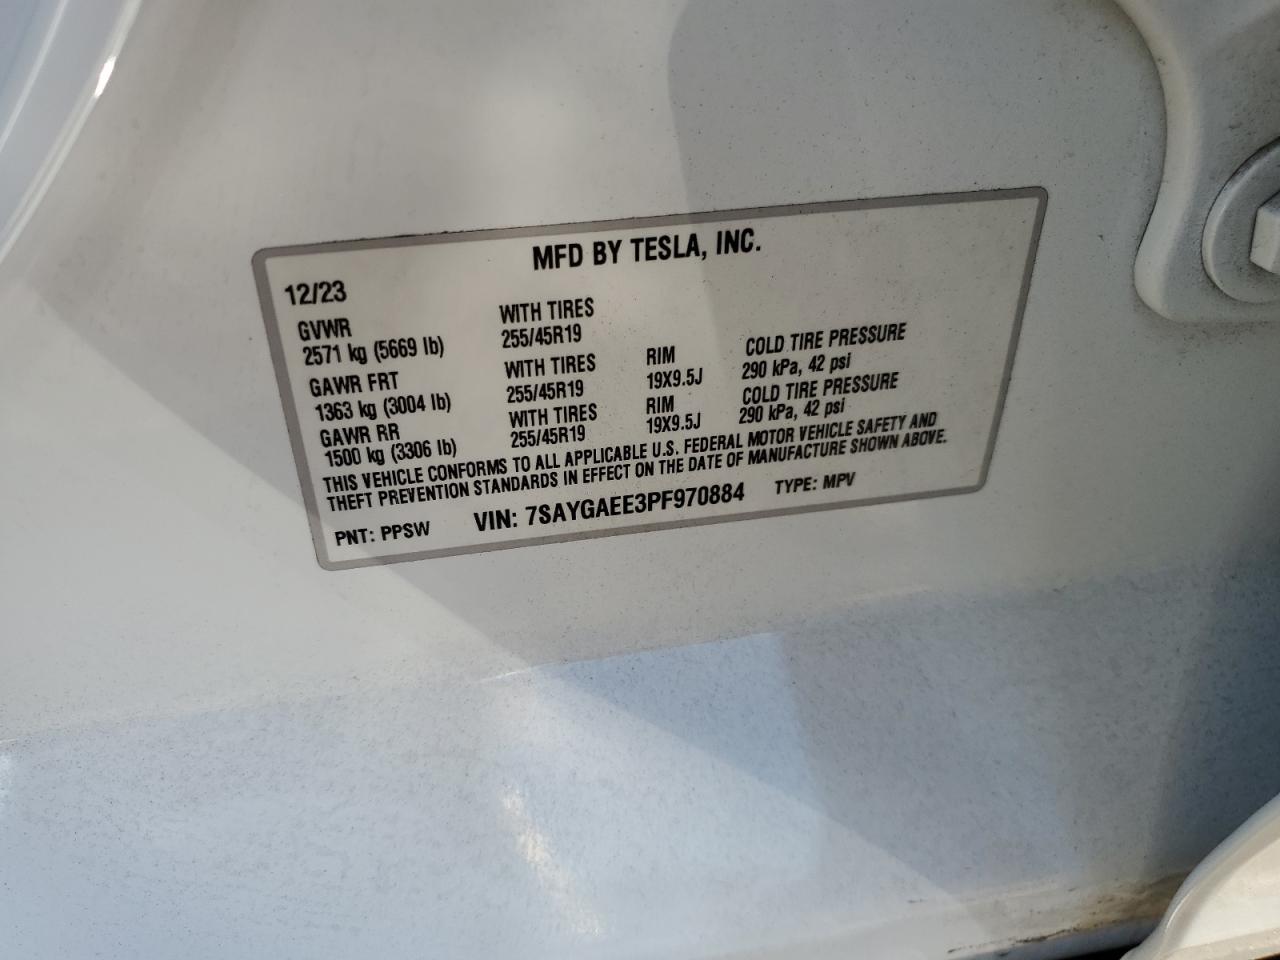 MFD BY TESLA, INC.
12/23
GVWR WITH TIRES
2571 kg (5669 lb) 255/45R19
GAWR FRT WITH TIRES RIM COLD TIRE PRESSURE
1363 kg (3004 lb) 255/45R19 19X9.5J 290 kPa, 42 psi
GAWR RR WITH TIRES RIM COLD TIRE PRESSURE
1500 kg (3306 lb) 255/45R19 19X9.5J 290 kPa, 42 psi
THIS VEHICLE CONFORMS TO ALL APPLICABLE U.S. FEDERAL MOTOR VEHICLE SAFETY AND
THEFT PREVENTION STANDARDS IN EFFECT ON THE DATE OF MANUFACTURE SHOWN ABOVE.
PNT: PPSW VIN: 7SAYGAEE3PF970884 TYPE: MPV